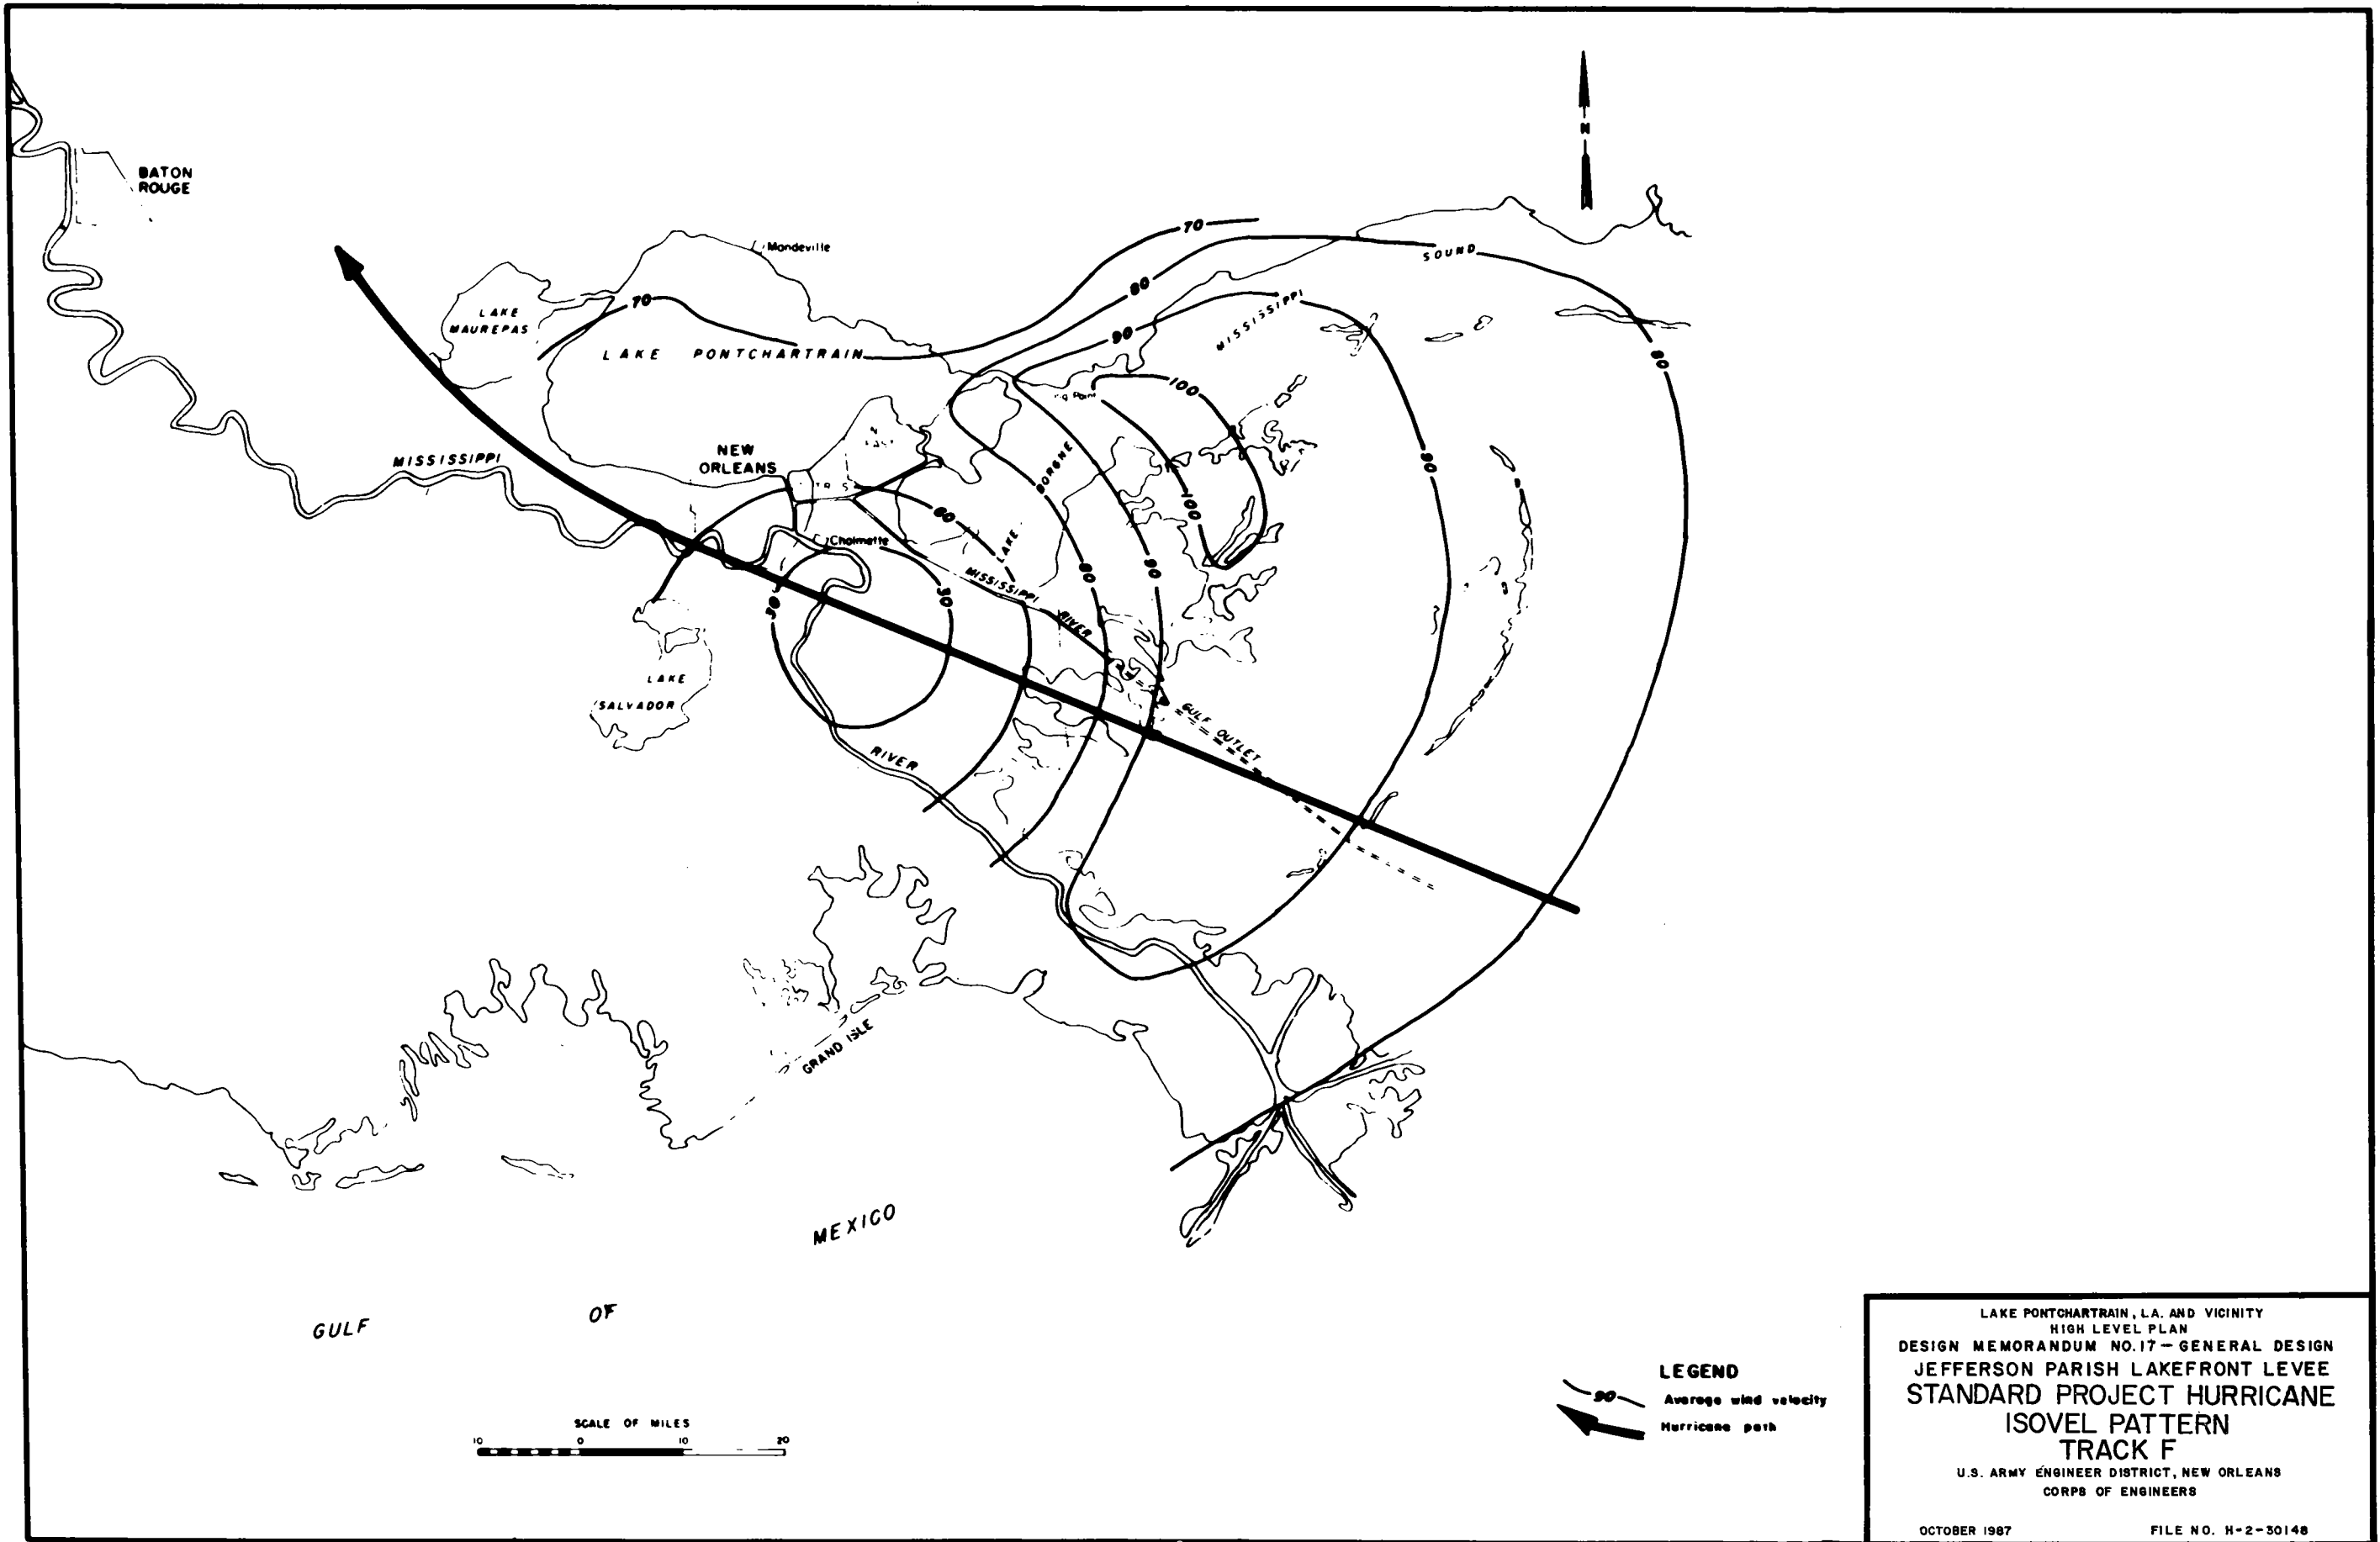 BATON
ROUGE
Mandeville
70
80
SOUND
LAKE
MAUREPAS
70
90
MISSISSIPPI
80
LAKE PONTCHARTRAIN
100
NEW
ORLEANS
MISSISSIPPI
BORGNE
90
100
60
LAKE
Chalmette
MISSISSIPPI
80
90
30
30
RIVER
LAKE
SALVADOR
GULF OUTLET
RIVER
GRAND ISLE
MEXICO
OF
GULF
N
SCALE OF MILES
10 0 10 20
LEGEND
90 Average wind velocity
Hurricane path
LAKE PONTCHARTRAIN, LA. AND VICINITY
HIGH LEVEL PLAN
DESIGN MEMORANDUM NO.17-GENERAL DESIGN
JEFFERSON PARISH LAKEFRONT LEVEE
STANDARD PROJECT HURRICANE
ISOVEL PATTERN
TRACK F
U.S. ARMY ENGINEER DISTRICT, NEW ORLEANS
CORPS OF ENGINEERS
OCTOBER 1987 FILE NO. H-2-30148